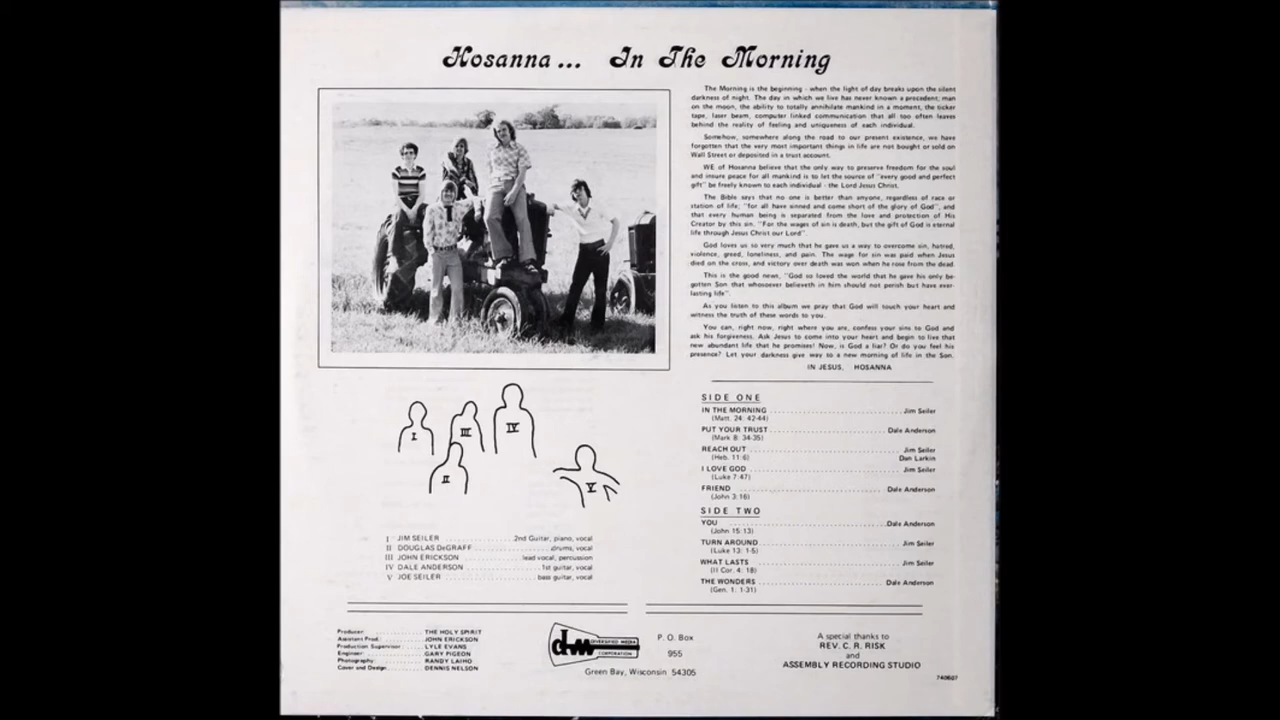 Hosanna... In The Morning
The Morning is the beginning - when the light of day breaks upon the silent
darkness of night. The day in which we live has never known a precedent; man
on the moon, the ability to totally annihilate mankind in a moment, the ticker
tape, laser beam, computer linked communication that all too often leaves
behind the reality of feeling and uniqueness of each individual.
Somehow, somewhere along the road to our present existence, we have
forgotten that the very most important things in life are not bought or sold on
Wall Street or deposited in a trust account.
WE of Hosanna believe that the only way to preserve freedom for the soul
and insure peace for all mankind is to let the source of "every good and perfect
gift" be freely known to each individual - the Lord Jesus Christ.
The Bible says that no one is better than anyone, regardless of race or
station of life; "for all have sinned and come short of the glory of God", and
that every human being is separated from the love and protection of His
Creator by this sin. "For the wages of sin is death, but the gift of God is eternal
life through Jesus Christ our Lord".
God loves us so very much that he gave us a way to overcome sin, hatred,
violence, greed, loneliness, and pain. The wage for sin was paid when Jesus
died on the cross, and victory over death was won when he rose from the dead.
This is the good news, "God so loved the world that he gave his only be-
gotten Son that whosoever believeth in him should not perish but have ever-
lasting life".
As you listen to this album we pray that God will touch your heart and
witness the truth of these words to you.
You can, right now, right where you are, confess your sins to God and
ask his forgiveness. Ask Jesus to come into your heart and begin to live that
new abundant life that he promises! Now, is God a liar? Or do you feel his
presence? Let your darkness give way to a new morning of life in the Son.
IN JESUS, HOSANNA
SIDE ONE
IN THE MORNING Jim Seiler
(Matt. 24: 42-44)
PUT YOUR TRUST Dale Anderson
(Mark 8: 34-35)
REACH OUT Jim Seiler
(Heb. 11:6) Dan Larkin
I LOVE GOD Jim Seiler
(Luke 7:47)
FRIEND Dale Anderson
(John 3:16)
SIDE TWO
YOU Dale Anderson
(John 15:13)
TURN AROUND Jim Seiler
(Luke 13: 1-5)
WHAT LASTS Jim Seiler
(II Cor. 4: 18)
THE WONDERS Dale Anderson
(Gen. 1: 1-31)
I
III
IV
II
V
I JIM SEILER 2nd Guitar, piano, vocal
II DOUGLAS DeGRAFF drums, vocal
III JOHN ERICKSON lead vocal, percussion
IV DALE ANDERSON 1st guitar, vocal
V JOE SEILER bass guitar, vocal
Producer: THE HOLY SPIRIT
Assistant Prod.: JOHN ERICKSON
Production Supervisor: LYLE EVANS
Engineer: GARY PIGEON
Photography: RANDY LAIHO
Cover and Design DENNIS NELSON
dm DIVERSIFIED MEDIA
CORPORATION
P. O. Box
955
Green Bay, Wisconsin 54305
A special thanks to
REV. C. R. RISK
and
ASSEMBLY RECORDING STUDIO
740607